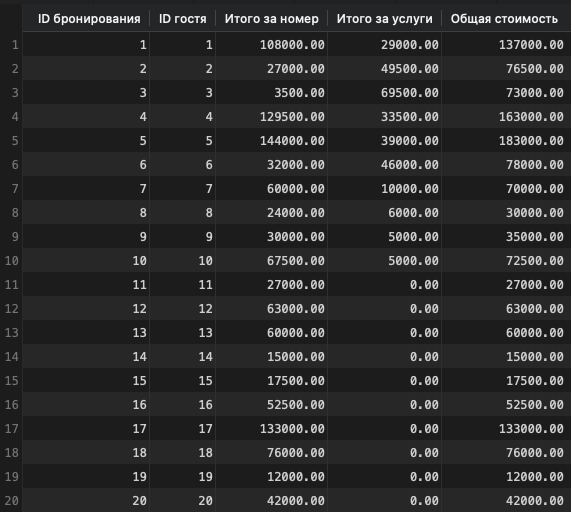 ID бронирования ID гостя Итого за номер Итого за услуги Общая стоимость
1 1 1 108000.00 29000.00 137000.00
2 2 2 27000.00 49500.00 76500.00
3 3 3 3500.00 69500.00 73000.00
4 4 4 129500.00 33500.00 163000.00
5 5 5 144000.00 39000.00 183000.00
6 6 6 32000.00 46000.00 78000.00
7 7 7 60000.00 10000.00 70000.00
8 8 8 24000.00 6000.00 30000.00
9 9 9 30000.00 5000.00 35000.00
10 10 10 67500.00 5000.00 72500.00
11 11 11 27000.00 0.00 27000.00
12 12 12 63000.00 0.00 63000.00
13 13 13 60000.00 0.00 60000.00
14 14 14 15000.00 0.00 15000.00
15 15 15 17500.00 0.00 17500.00
16 16 16 52500.00 0.00 52500.00
17 17 17 133000.00 0.00 133000.00
18 18 18 76000.00 0.00 76000.00
19 19 19 12000.00 0.00 12000.00
20 20 20 42000.00 0.00 42000.00